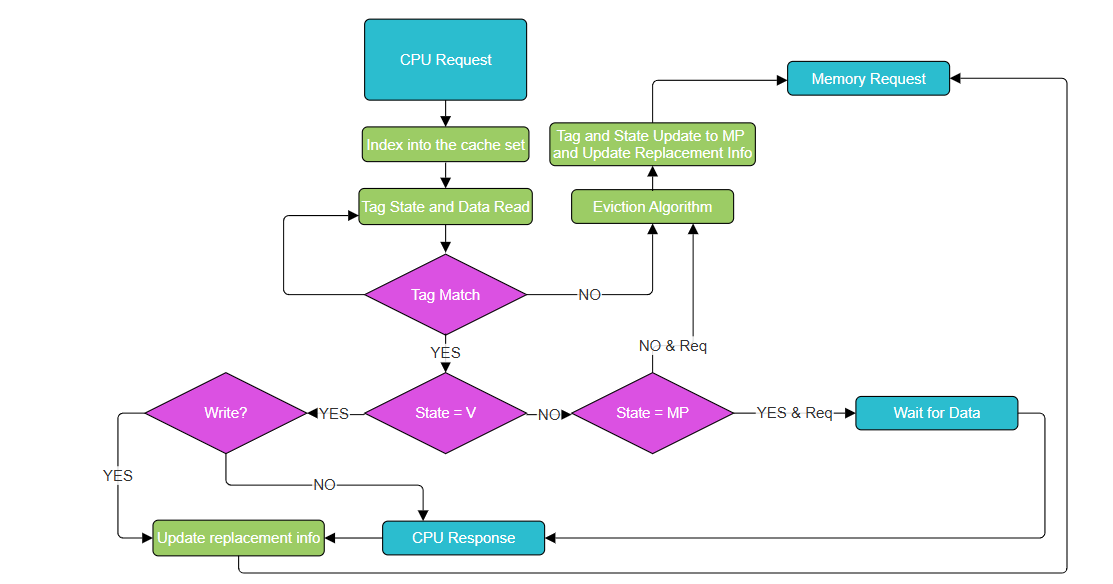 CPU Request
Memory Request
Index into the cache set
Tag and State Update to MP
and Update Replacement Info
Tag State and Data Read
Eviction Algorithm
Tag Match
NO
YES
NO & Req
Write?
YES
State = V
NO
State = MP
YES & Req
Wait for Data
YES
NO
Update replacement info
CPU Response